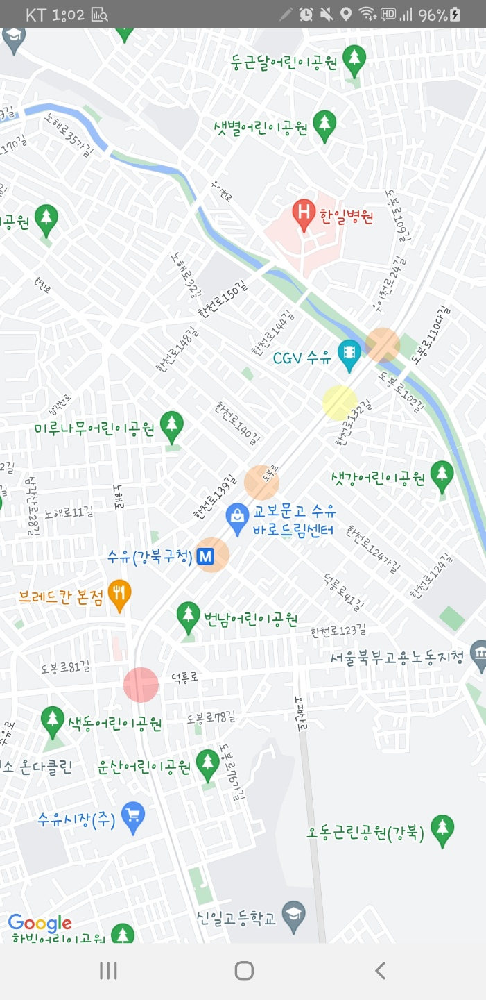 KT 1:02
HD
96%
둥근달어린이공원
노해로35가길
샛별어린이공원
우이천로
H
한일병원
도봉로109길
공원
노해로32길
한천로
한천로150길
우이천로24길
한천로148길
한천로144길
도봉로110다길
CGV 수유
도봉로102길
삼각산로
한천로140길
한천로132길
미루나무어린이공원
도봉로
샛강어린이공원
삼각산로28길
노해로
한천로139길
노해로11길
교보문고 수유
바로드림센터
한천로124가길
수유(강북구청)
M
한천로124길
브레드칸 본점
덕릉로41길
번남어린이공원
한천로123길
서울북부고용노동지청
도봉로81길
덕릉로
오패산로
색동어린이공원
도봉로78길
수유로
소 온다클린
운산어린이공원
도봉로76가길
수유시장(주)
오동근린공원(강북)
신일고등학교
Google
한빛어린이공원